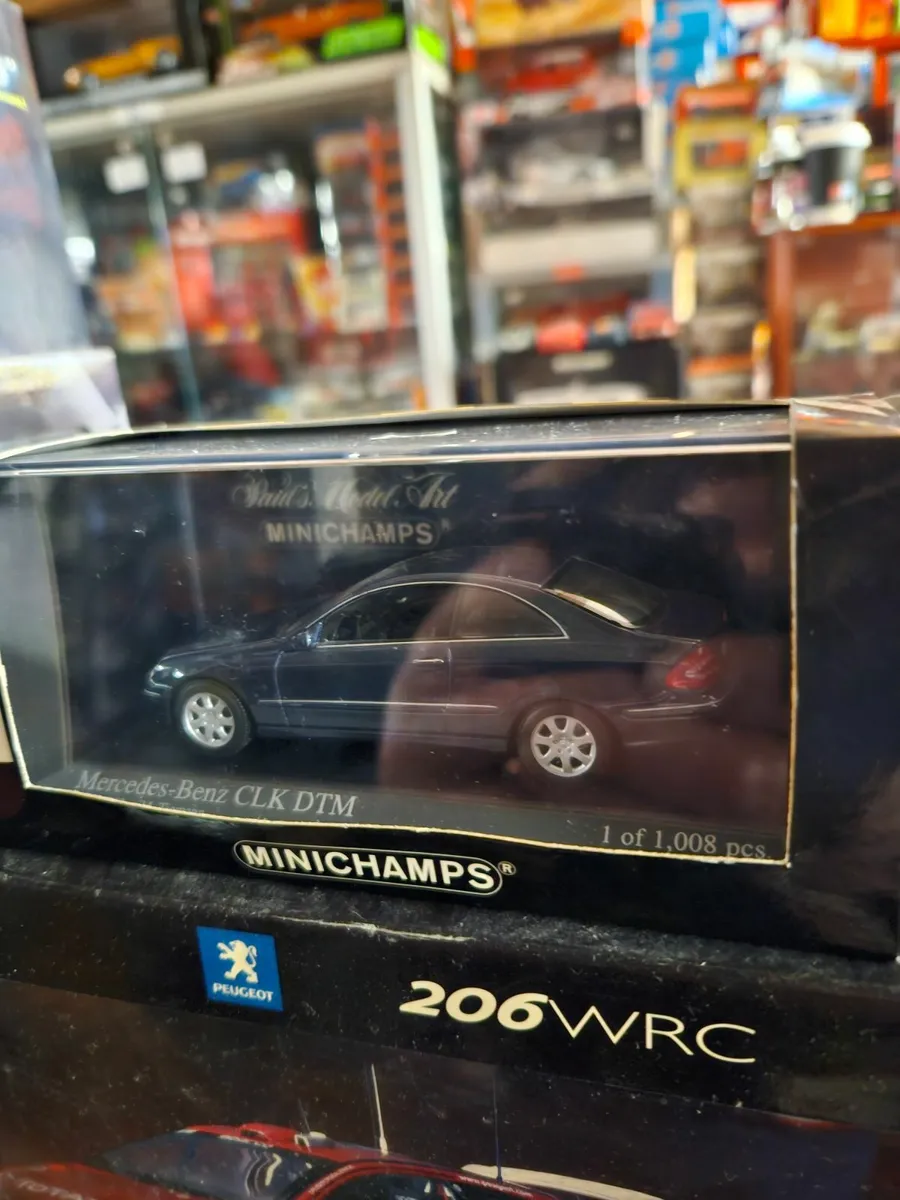 Paul's Model Art
MINICHAMPS®
Mercedes-Benz CLK DTM
1 of 1,008 pcs.
MINICHAMPS®
PEUGEOT
206WRC